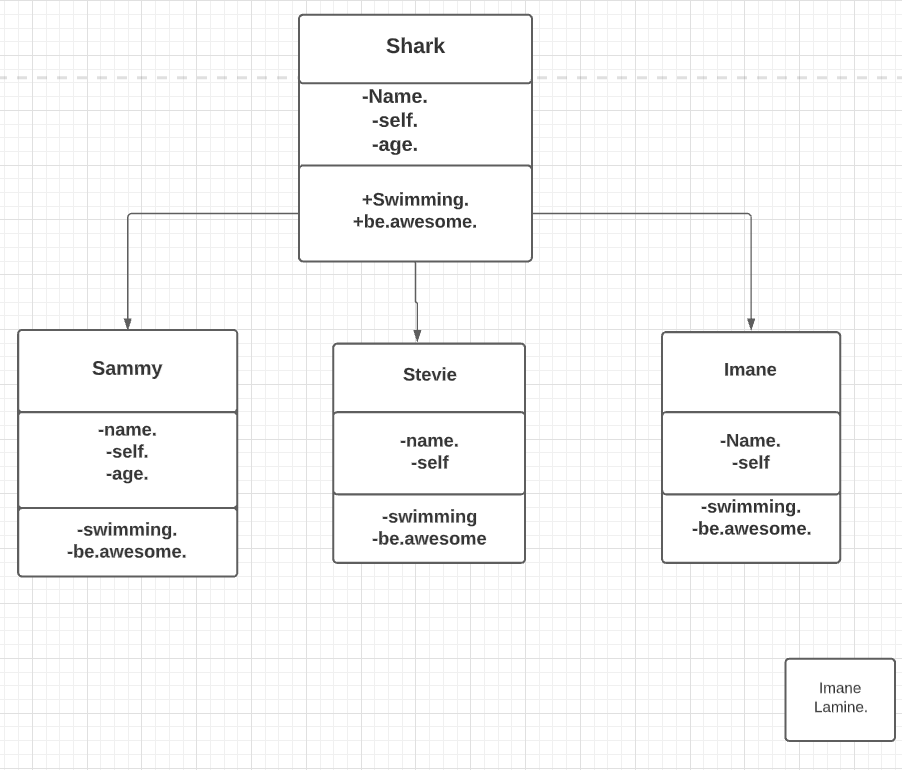 Shark
-Name.
-self.
-age.
+Swimming.
+be.awesome.
Sammy
-name.
-self.
-age.
-swimming.
-be.awesome.
Stevie
-name.
-self
-swimming
-be.awesome
Imane
-Name.
-self
-swimming.
-be.awesome.
Imane
Lamine.